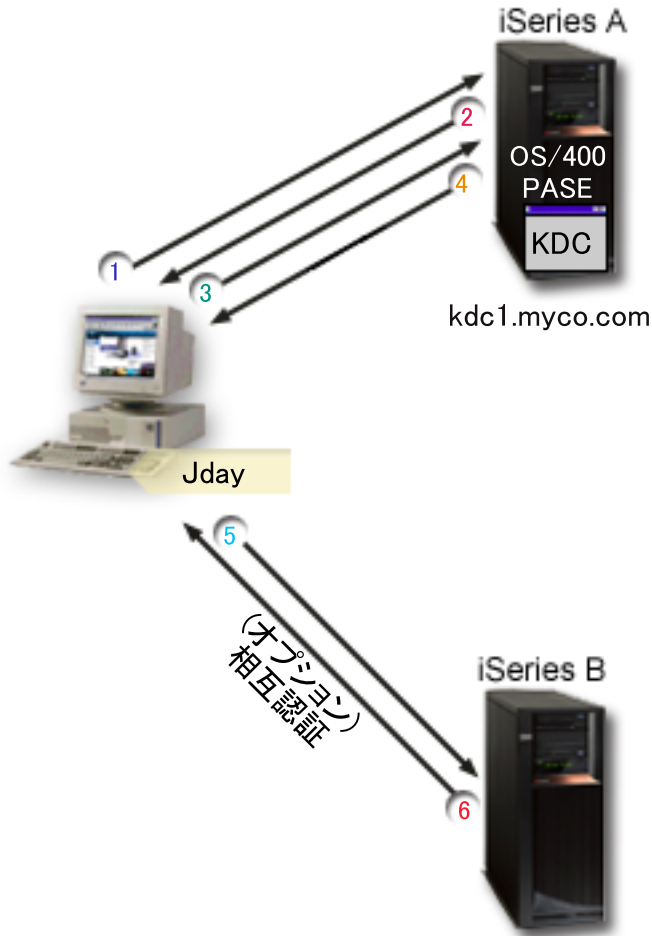 iSeries A
2
OS/400
PASE
4
KDC
1
3
kdc1.myco.com
Jday
5
(オプション)
相互認証
iSeries B
6